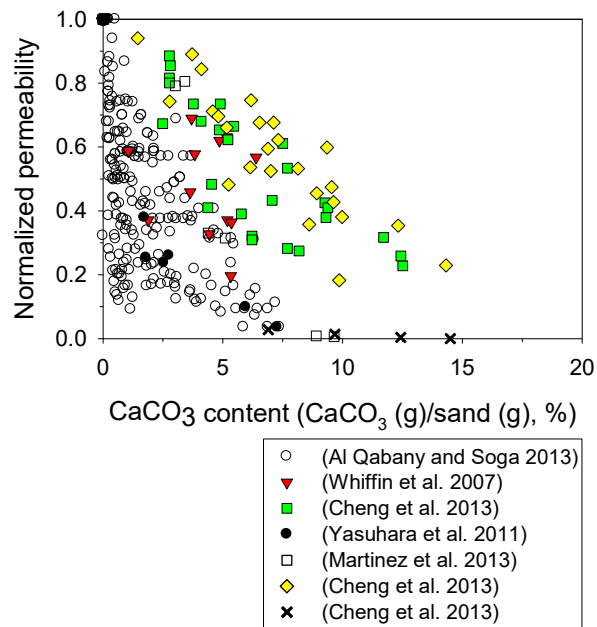 1.0
0.8
0.6
0.4
0.2
0.0
Normalized permeability
0 5 10 15 20
CaCO3 content (CaCO₃ (g)/sand (g), %)
(Al Qabany and Soga 2013)
(Whiffin et al. 2007)
(Cheng et al. 2013)
(Yasuhara et al. 2011)
(Martinez et al. 2013)
(Cheng et al. 2013)
(Cheng et al. 2013)